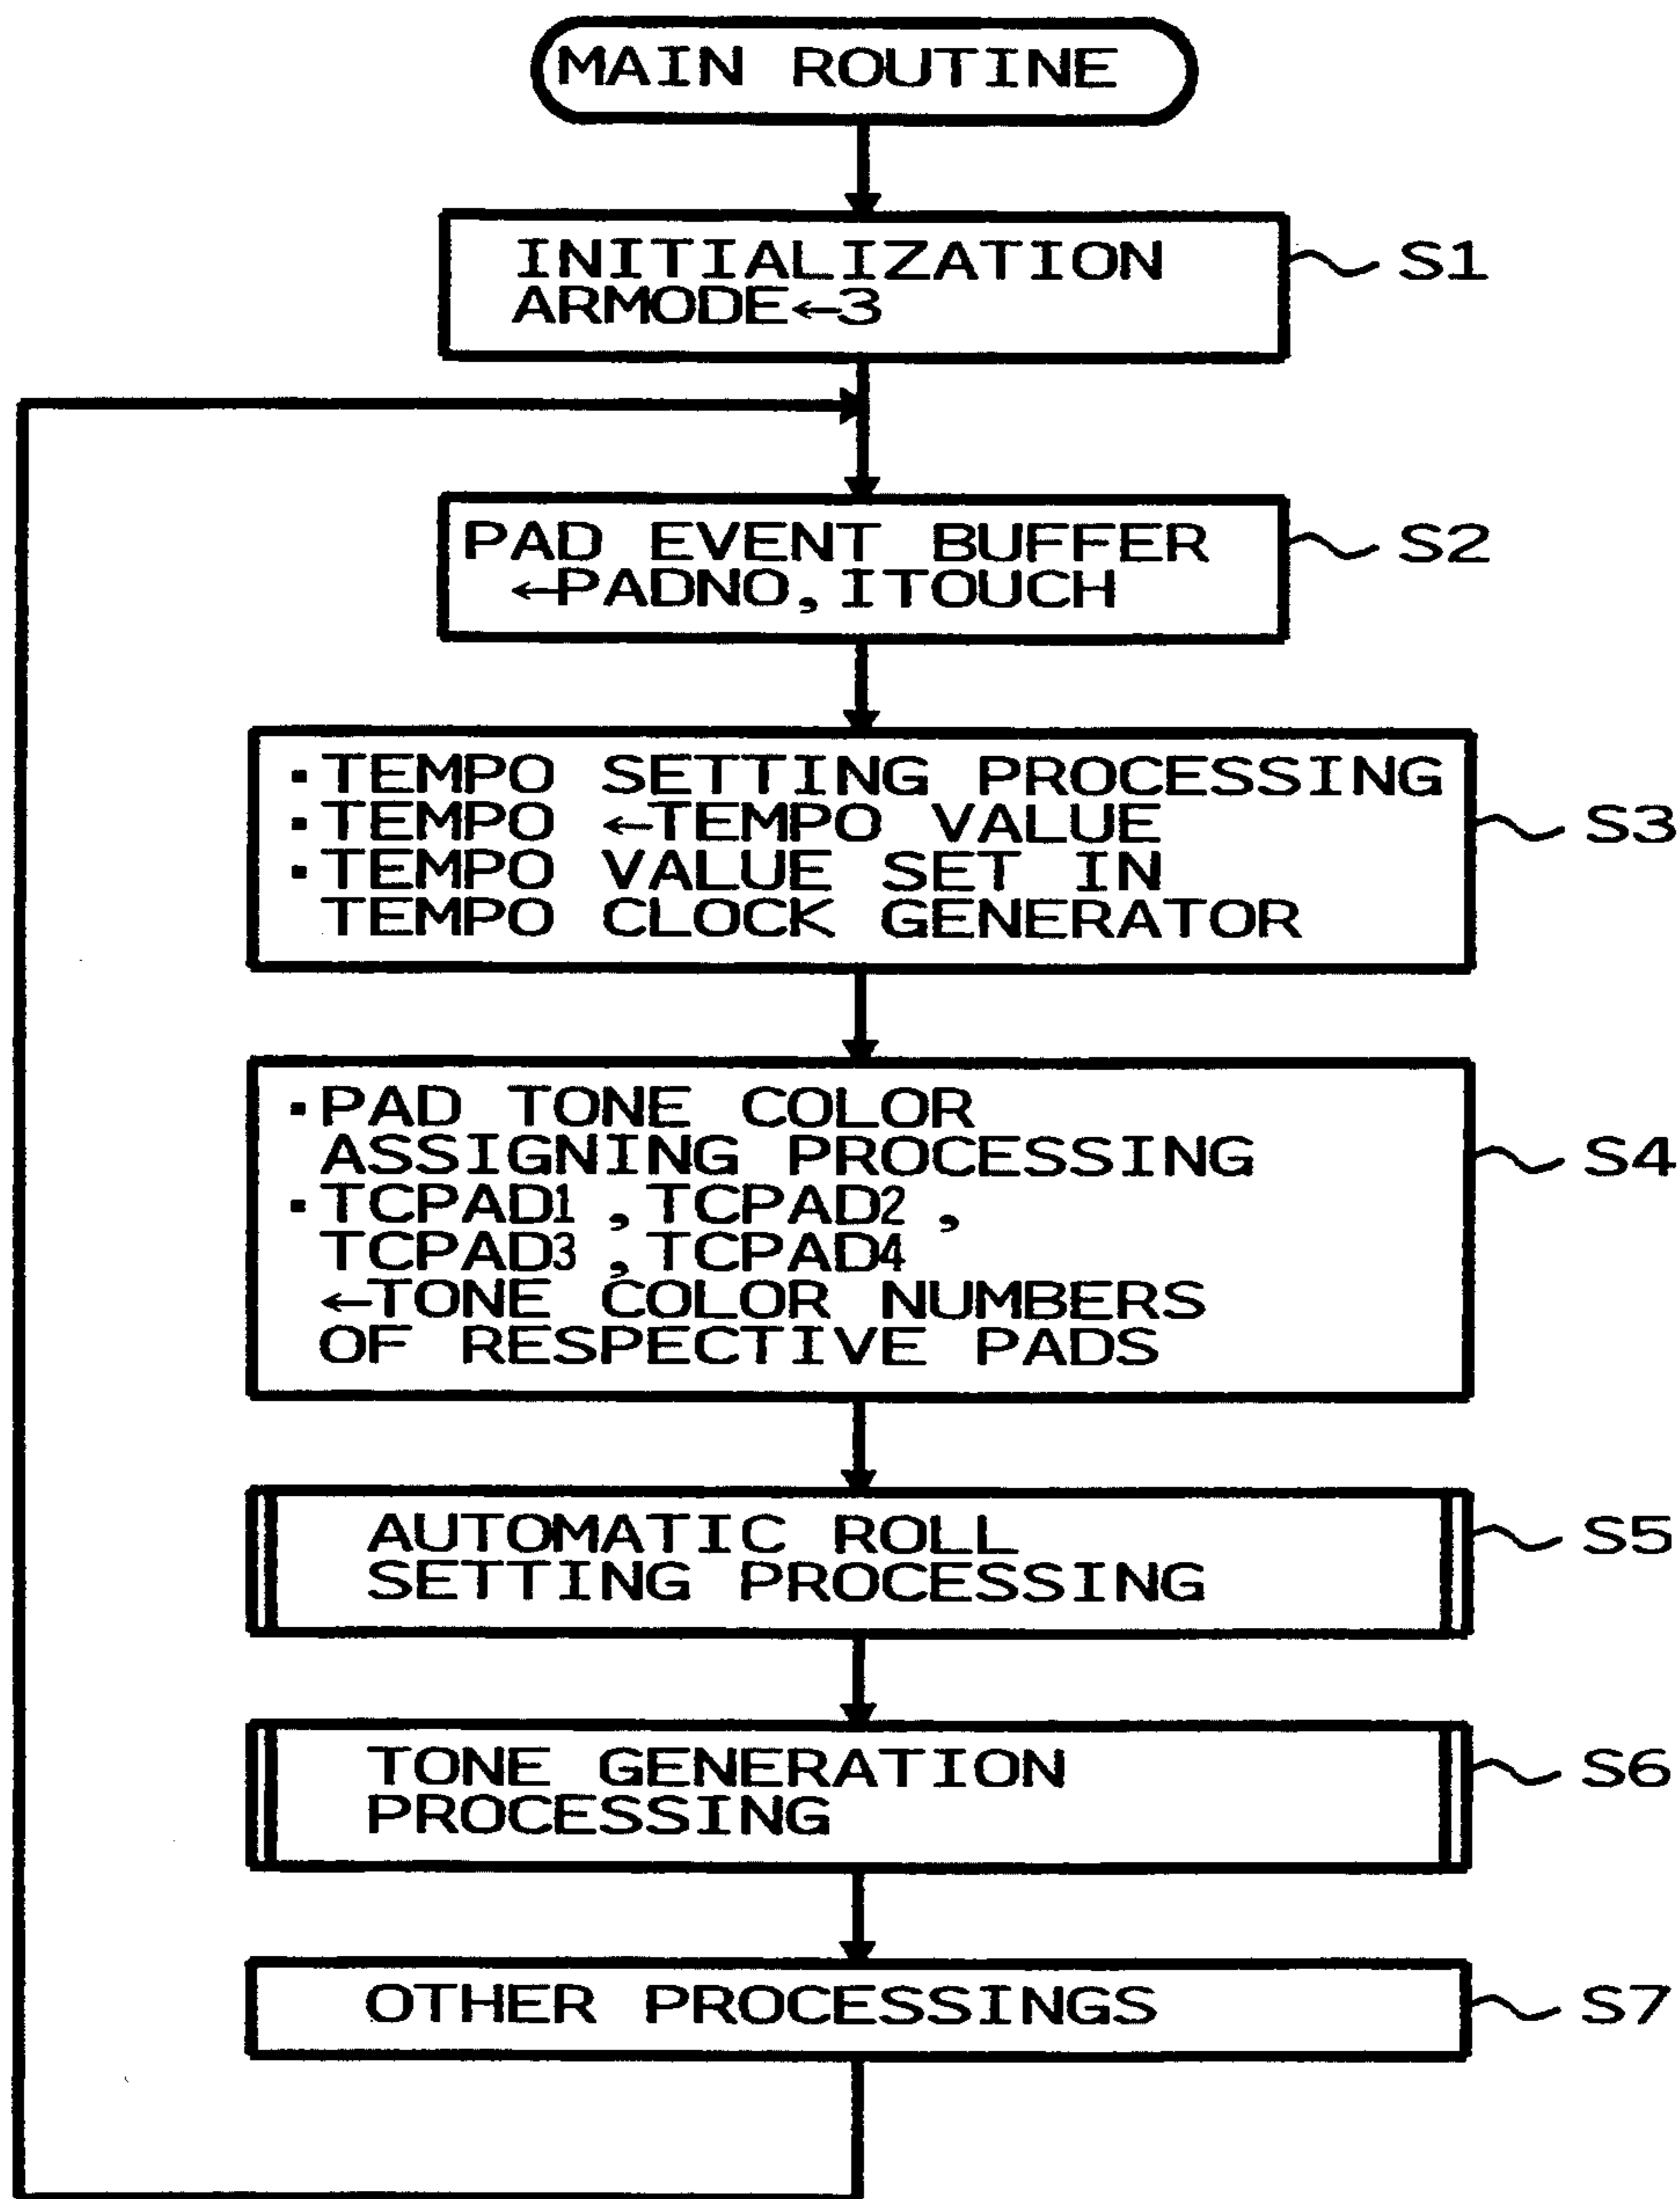 MAIN ROUTINE
INITIALIZATION
ARMODE←3
S1
PAD EVENT BUFFER
←PADNO,ITOUCH
S2
·TEMPO SETTING PROCESSING
·TEMPO ←TEMPO VALUE
·TEMPO VALUE SET IN
TEMPO CLOCK GENERATOR
S3
·PAD TONE COLOR
ASSIGNING PROCESSING
·TCPAD1 ,TCPAD2 ,
TCPAD3 ,TCPAD4
←TONE COLOR NUMBERS
OF RESPECTIVE PADS
S4
AUTOMATIC ROLL
SETTING PROCESSING
S5
TONE GENERATION
PROCESSING
S6
OTHER PROCESSINGS
S7